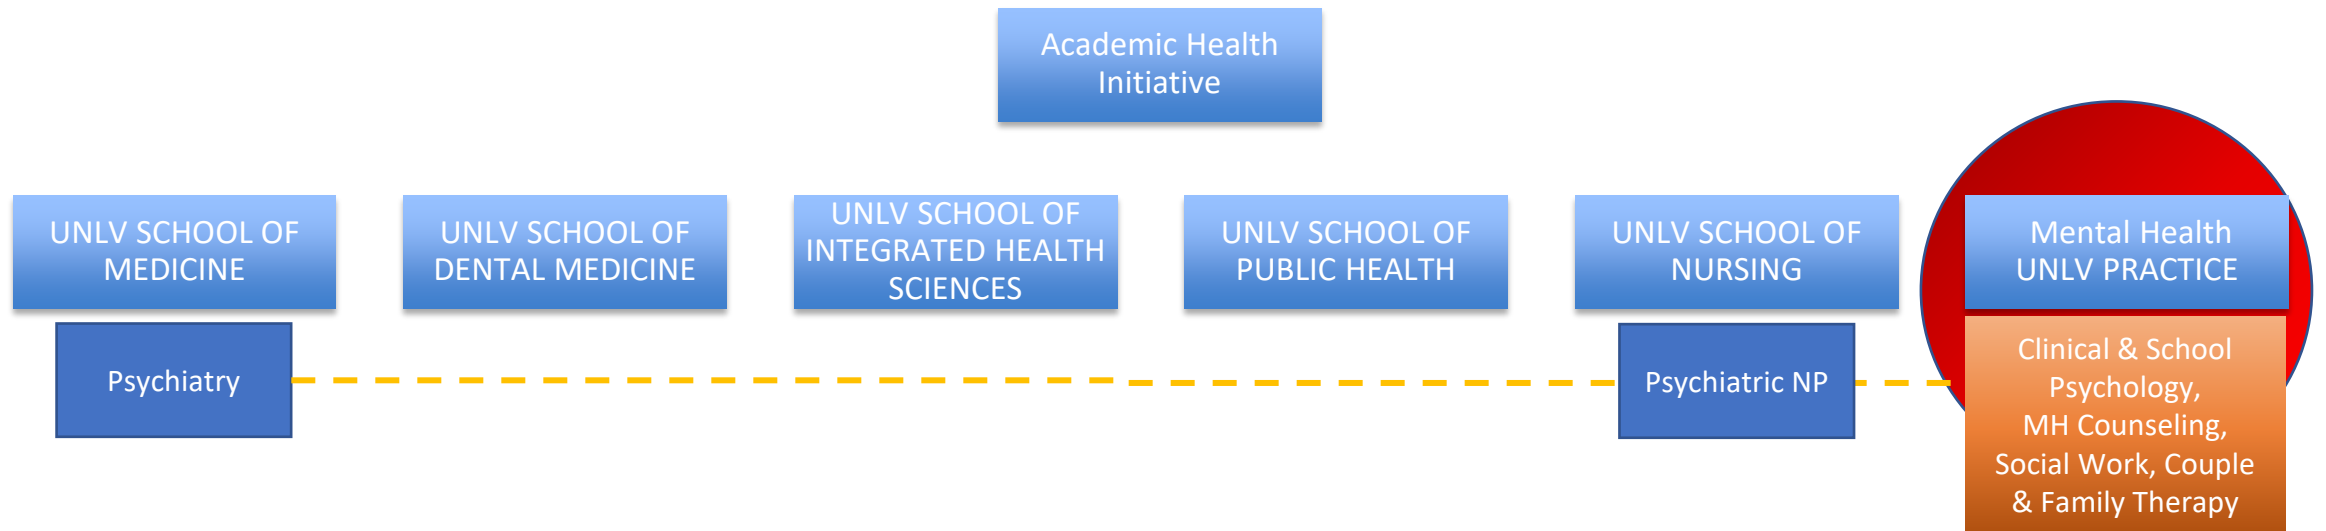 Academic Health
Initiative
UNLV SCHOOL OF
MEDICINE
UNLV SCHOOL OF
DENTAL MEDICINE
UNLV SCHOOL OF
INTEGRATED HEALTH
SCIENCES
UNLV SCHOOL OF
PUBLIC HEALTH
UNLV SCHOOL OF
NURSING
Mental Health
UNLV PRACTICE
Psychiatry
Psychiatric NP
Clinical & School
Psychology,
MH Counseling,
Social Work, Couple
& Family Therapy